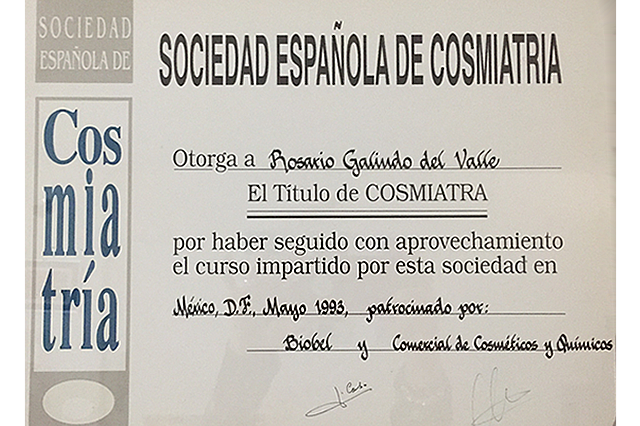 SOCIEDAD
ESPAÑOLA DE
Cos
mia
tría
SOCIEDAD ESPAÑOLA DE COSMIATRIA
Otorga a Rosario Galindo del Valle
El Título de COSMIATRA
por haber seguido con aprovechamiento
el curso impartido por esta sociedad en
México, D.F., Mayo 1993, patrocinado por:
Biobel y Comercial de Cosméticos y Químicos